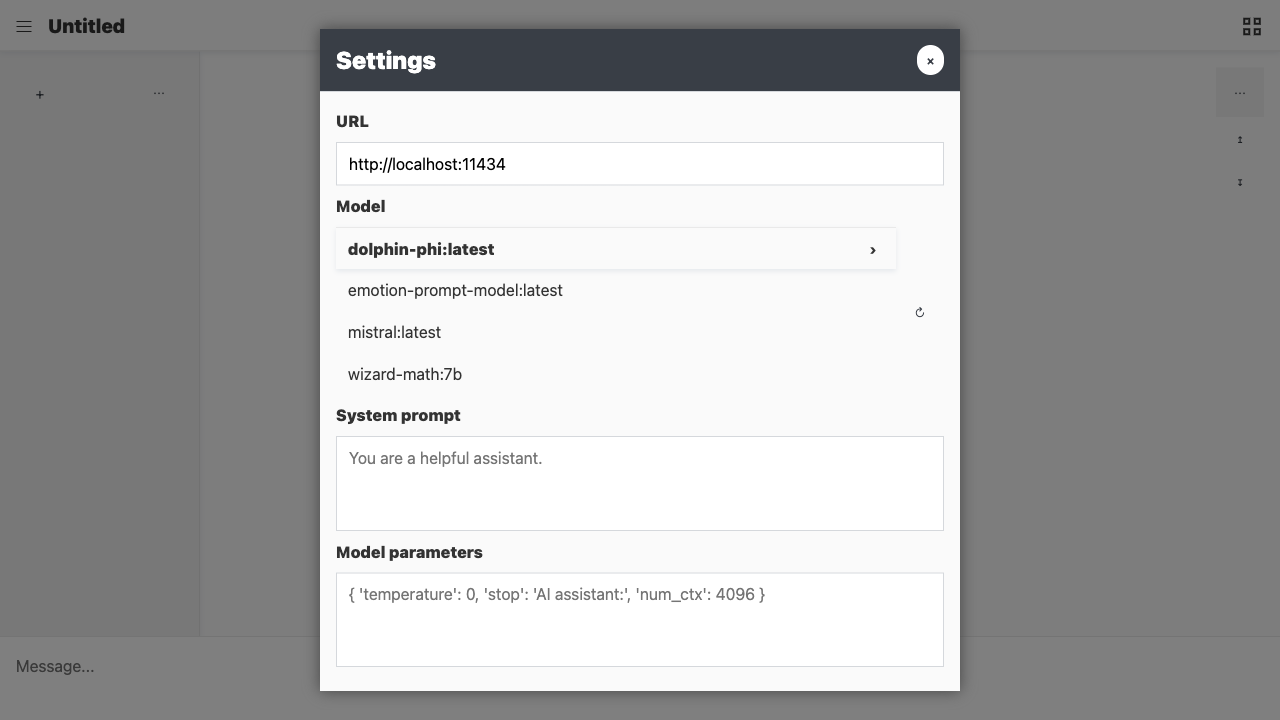 Untitled
Settings
×
+
...
...
URL
http://localhost:11434
Model
dolphin-phi:latest
›
emotion-prompt-model:latest
mistral:latest
wizard-math:7b
↻
↥
↧
System prompt
You are a helpful assistant.
Model parameters
{ 'temperature': 0, 'stop': 'AI assistant:', 'num_ctx': 4096 }
Message...